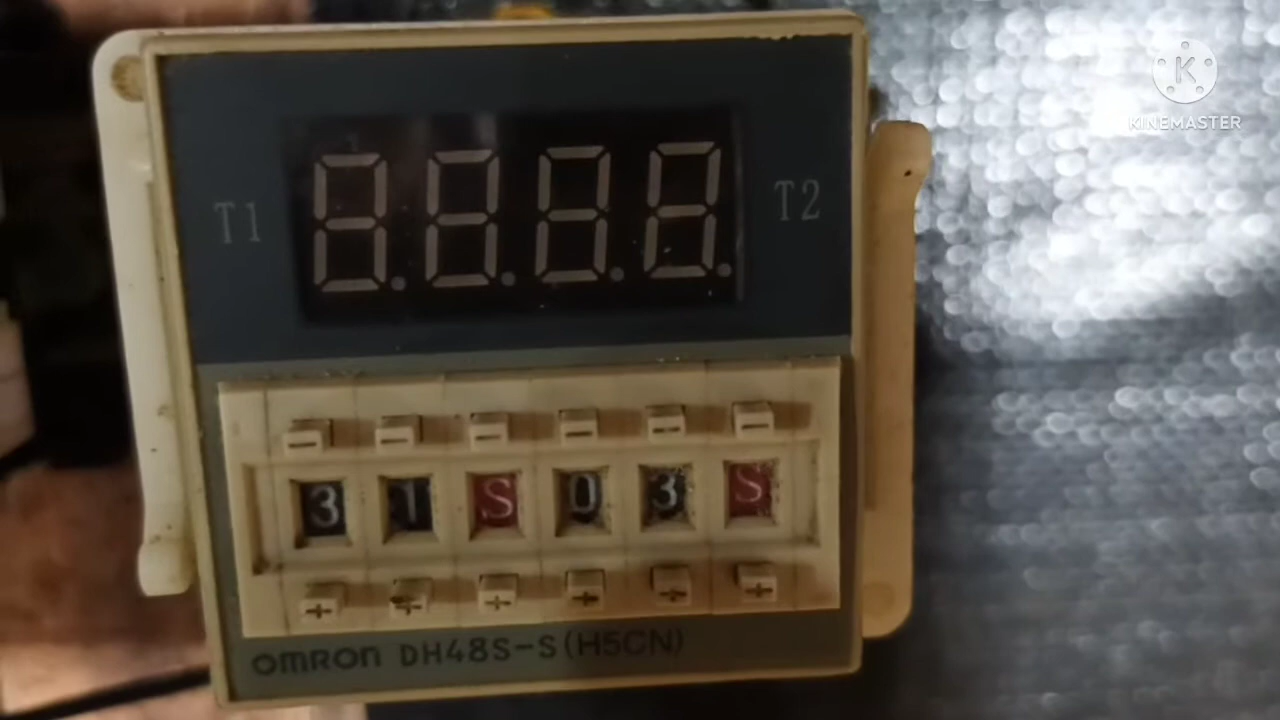 KINEMASTER
T1 T2
- - - - - -
3 1 S 0 3 S
+ + + + + +
OMRON DH48S-S(H5CN)